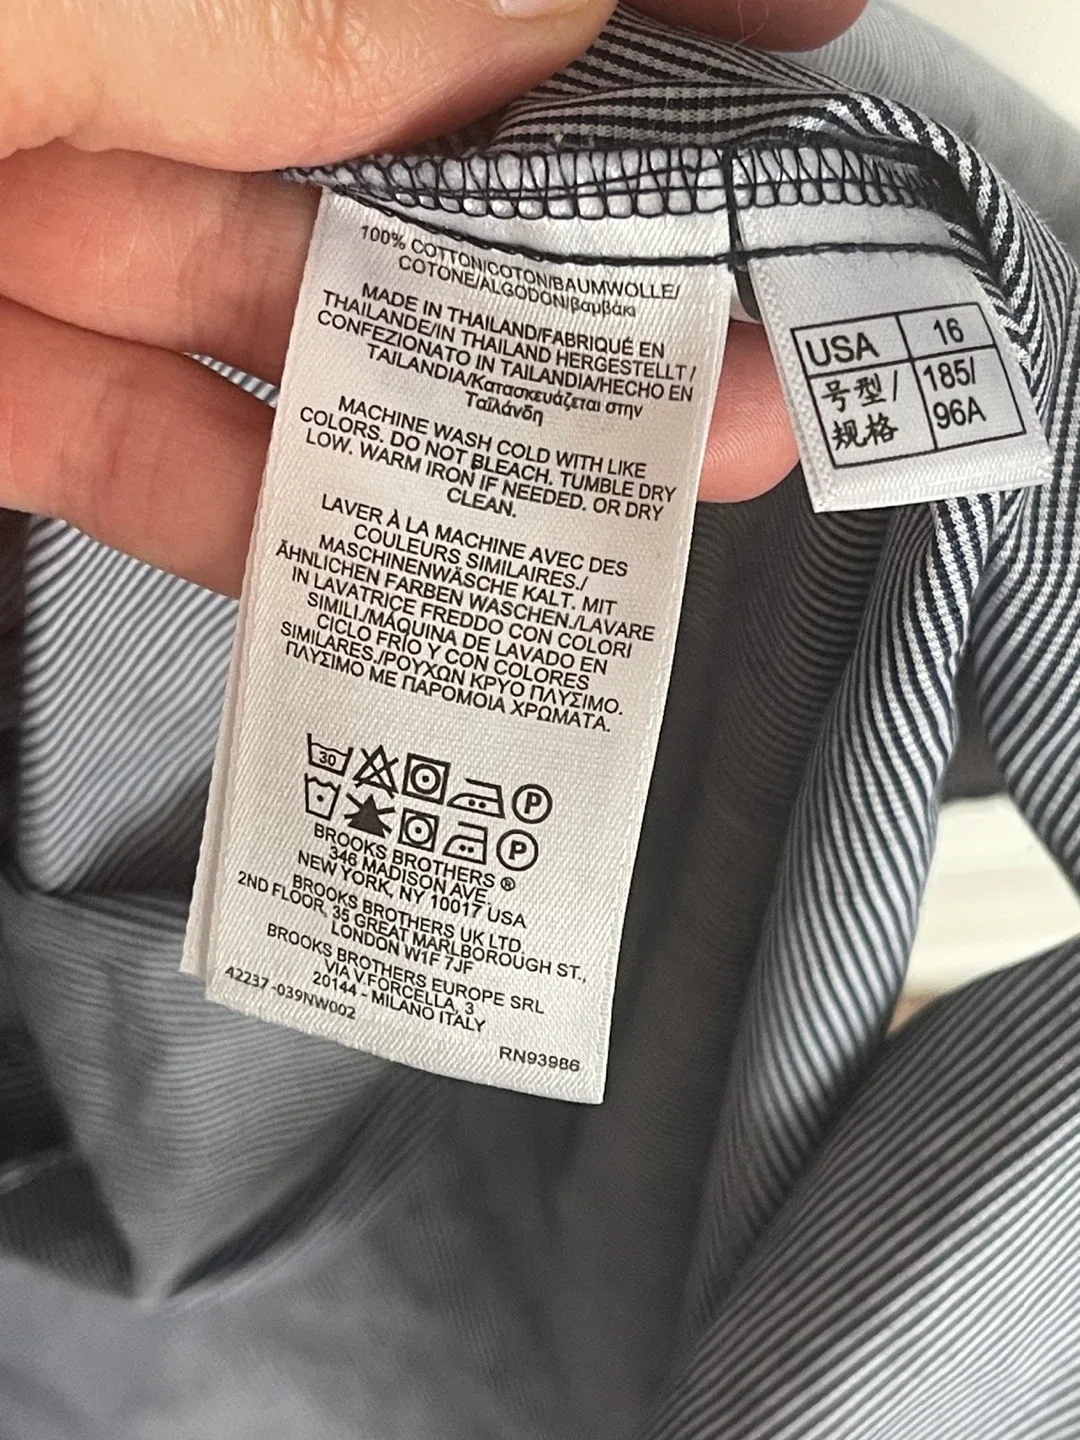 100% COTTON/COTON/BAUMWOLLE/
COTONE/ALGODON/Βαμβάκι
MADE IN THAILAND/FABRIQUÉ EN
THAILANDE/IN THAILAND HERGESTELLT /
CONFEZIONATO IN TAILANDIA/HECHO EN
TAILANDIA/Κατασκευάζεται στην
Ταϊλάνδη
MACHINE WASH COLD WITH LIKE
COLORS. DO NOT BLEACH. TUMBLE DRY
LOW. WARM IRON IF NEEDED. OR DRY
CLEAN.
LAVER À LA MACHINE AVEC DES
COULEURS SIMILAIRES./
MASCHINENWÄSCHE KALT. MIT
ÄHNLICHEN FARBEN WASCHEN./LAVARE
IN LAVATRICE FREDDO CON COLORI
SIMILI./MÁQUINA DE LAVADO EN
CICLO FRÍO Y CON COLORES
SIMILARES./ΡΟΥΧΩΝ ΚΡΥΟ ΠΛΥΣΙΜΟ.
ΠΛΥΣΙΜΟ ΜΕ ΠΑΡΟΜΟΙΑ ΧΡΩΜΑΤΑ.
30 P
P
BROOKS BROTHERS ®
346 MADISON AVE.
NEW YORK, NY 10017 USA
BROOKS BROTHERS UK LTD.
2ND FLOOR, 35 GREAT MARLBOROUGH ST.,
LONDON W1F 7JF
BROOKS BROTHERS EUROPE SRL
VIA V.FORCELLA, 3
20144 - MILANO ITALY
42237-039NW002
RN93986
USA 16
号型/ 185/
规格 96A